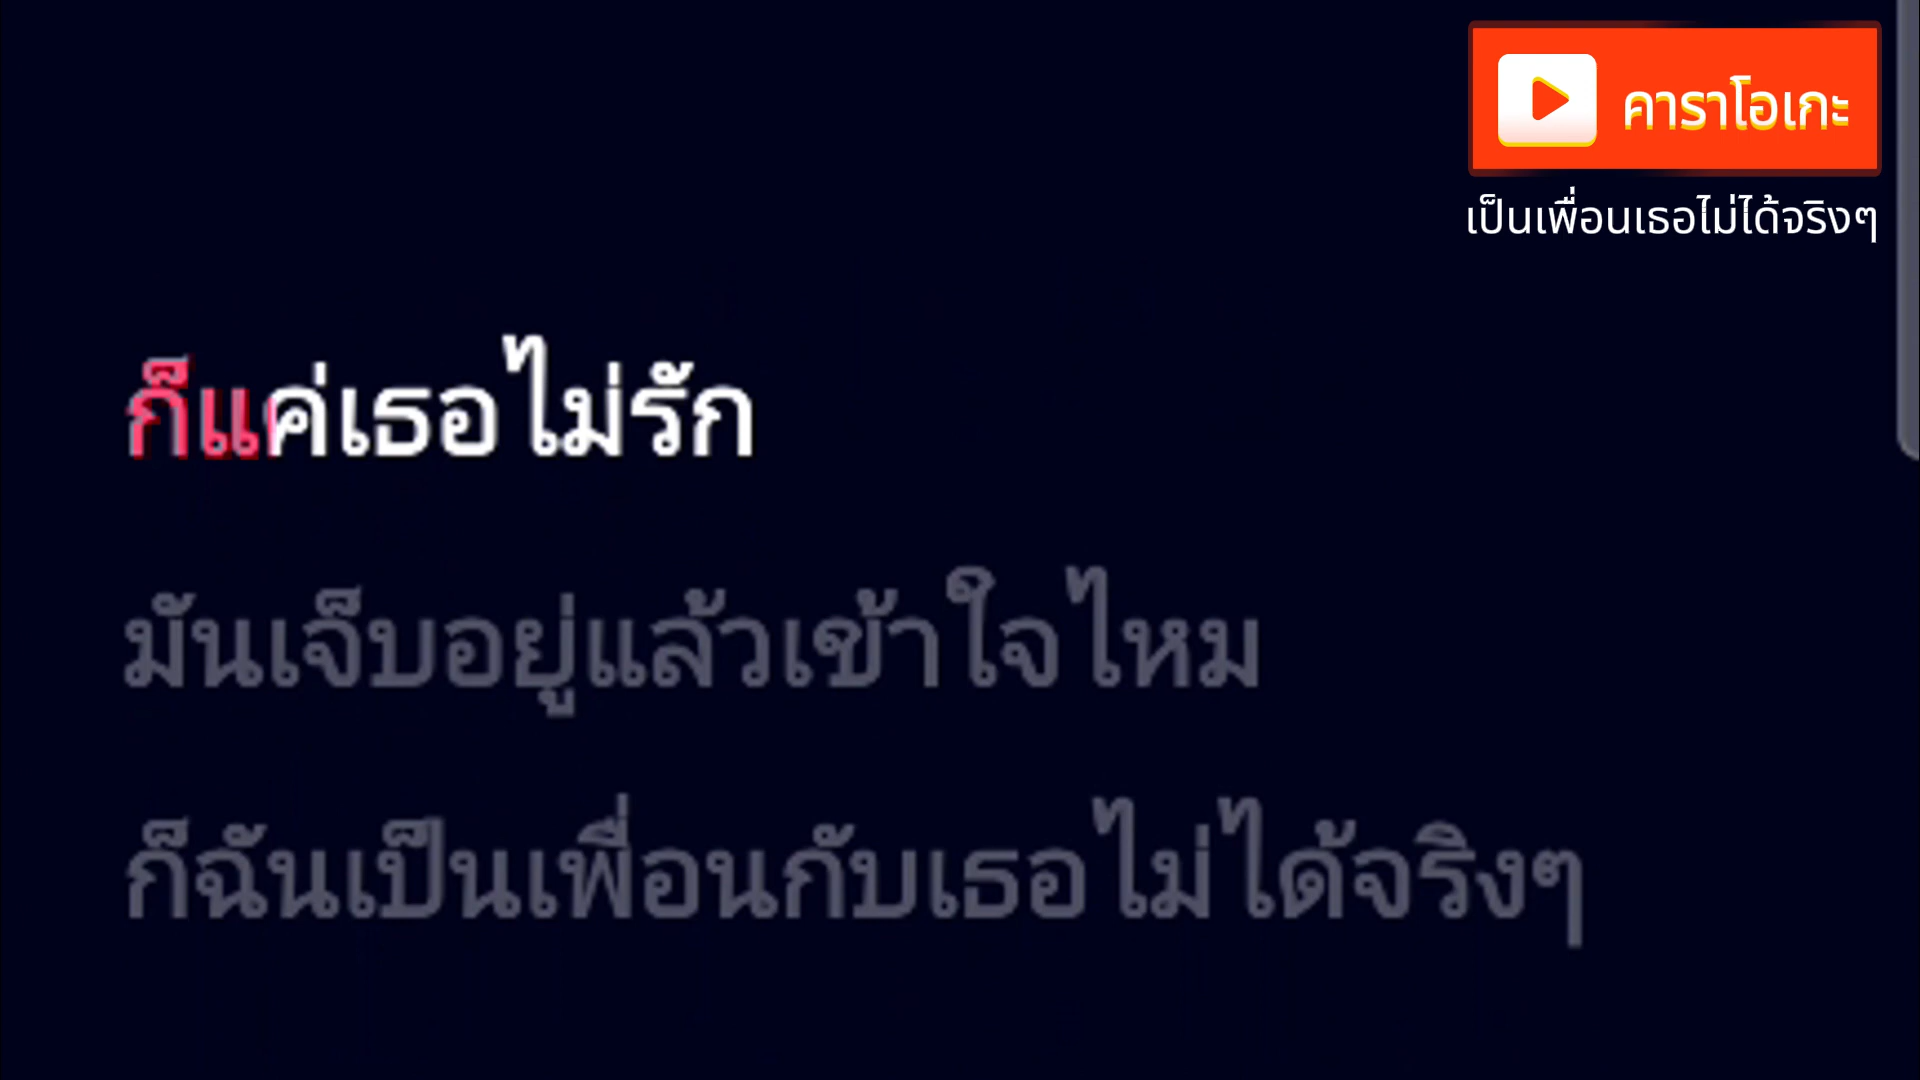 คาราโอเกะ
เป็นเพื่อนเธอไม่ได้จริงๆ
ก็แค่เธอไม่รัก
มันเจ็บอยู่แล้วเข้าใจไหม
ก็ฉันเป็นเพื่อนกับเธอไม่ได้จริงๆ